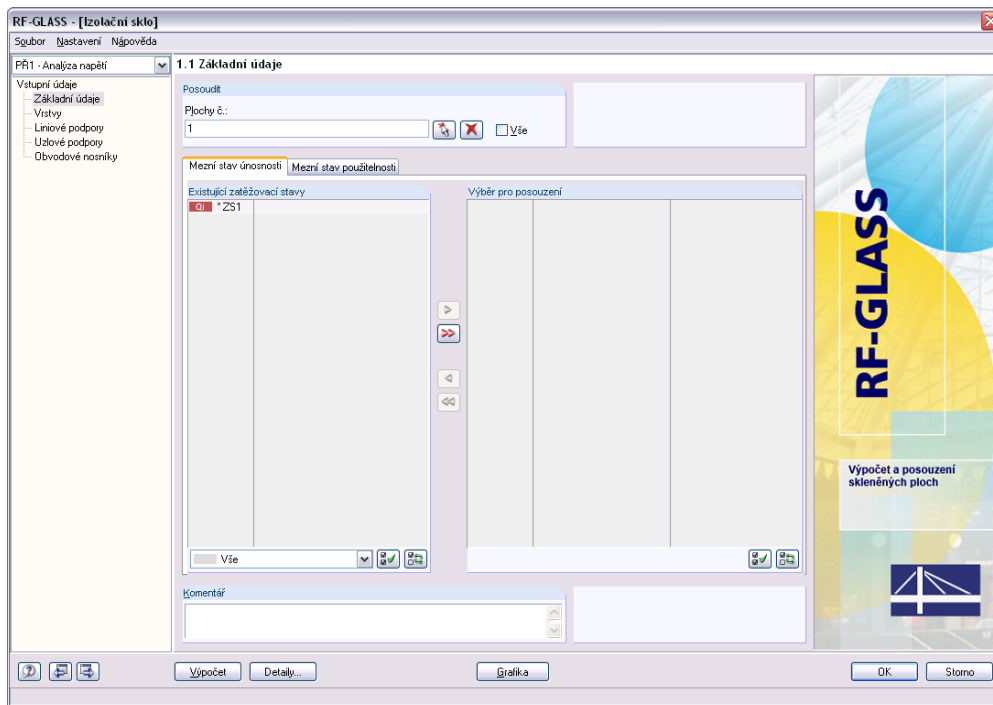 RF-GLASS - [Izolační sklo]
Soubor Nastavení Nápověda
PŘ1 - Analýza napětí
1.1 Základní údaje
Vstupní údaje
Základní údaje
Vrstvy
Liniové podpory
Uzlové podpory
Obvodové nosníky
Posoudit
Plochy č.:
1
Vše
Mezní stav únosnosti
Mezní stav použitelnosti
Existující zatěžovací stavy
Qi *ZS1
Vše
Výběr pro posouzení
Komentář
RF-GLASS
Výpočet a posouzení
skleněných ploch
Výpočet
Detaily...
Grafika
OK
Storno